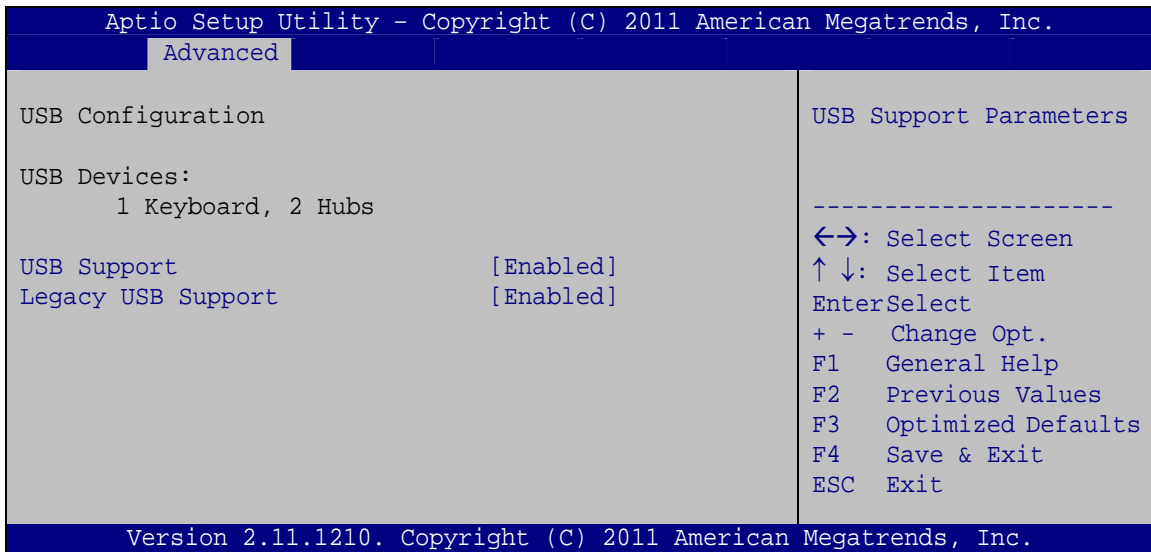 Aptio Setup Utility – Copyright (C) 2011 American Megatrends, Inc.
Advanced
USB Configuration
USB Devices:
1 Keyboard, 2 Hubs
USB Support [Enabled]
Legacy USB Support [Enabled]
USB Support Parameters
---------------------
←→: Select Screen
↑ ↓: Select Item
EnterSelect
+ - Change Opt.
F1 General Help
F2 Previous Values
F3 Optimized Defaults
F4 Save & Exit
ESC Exit
Version 2.11.1210. Copyright (C) 2011 American Megatrends, Inc.